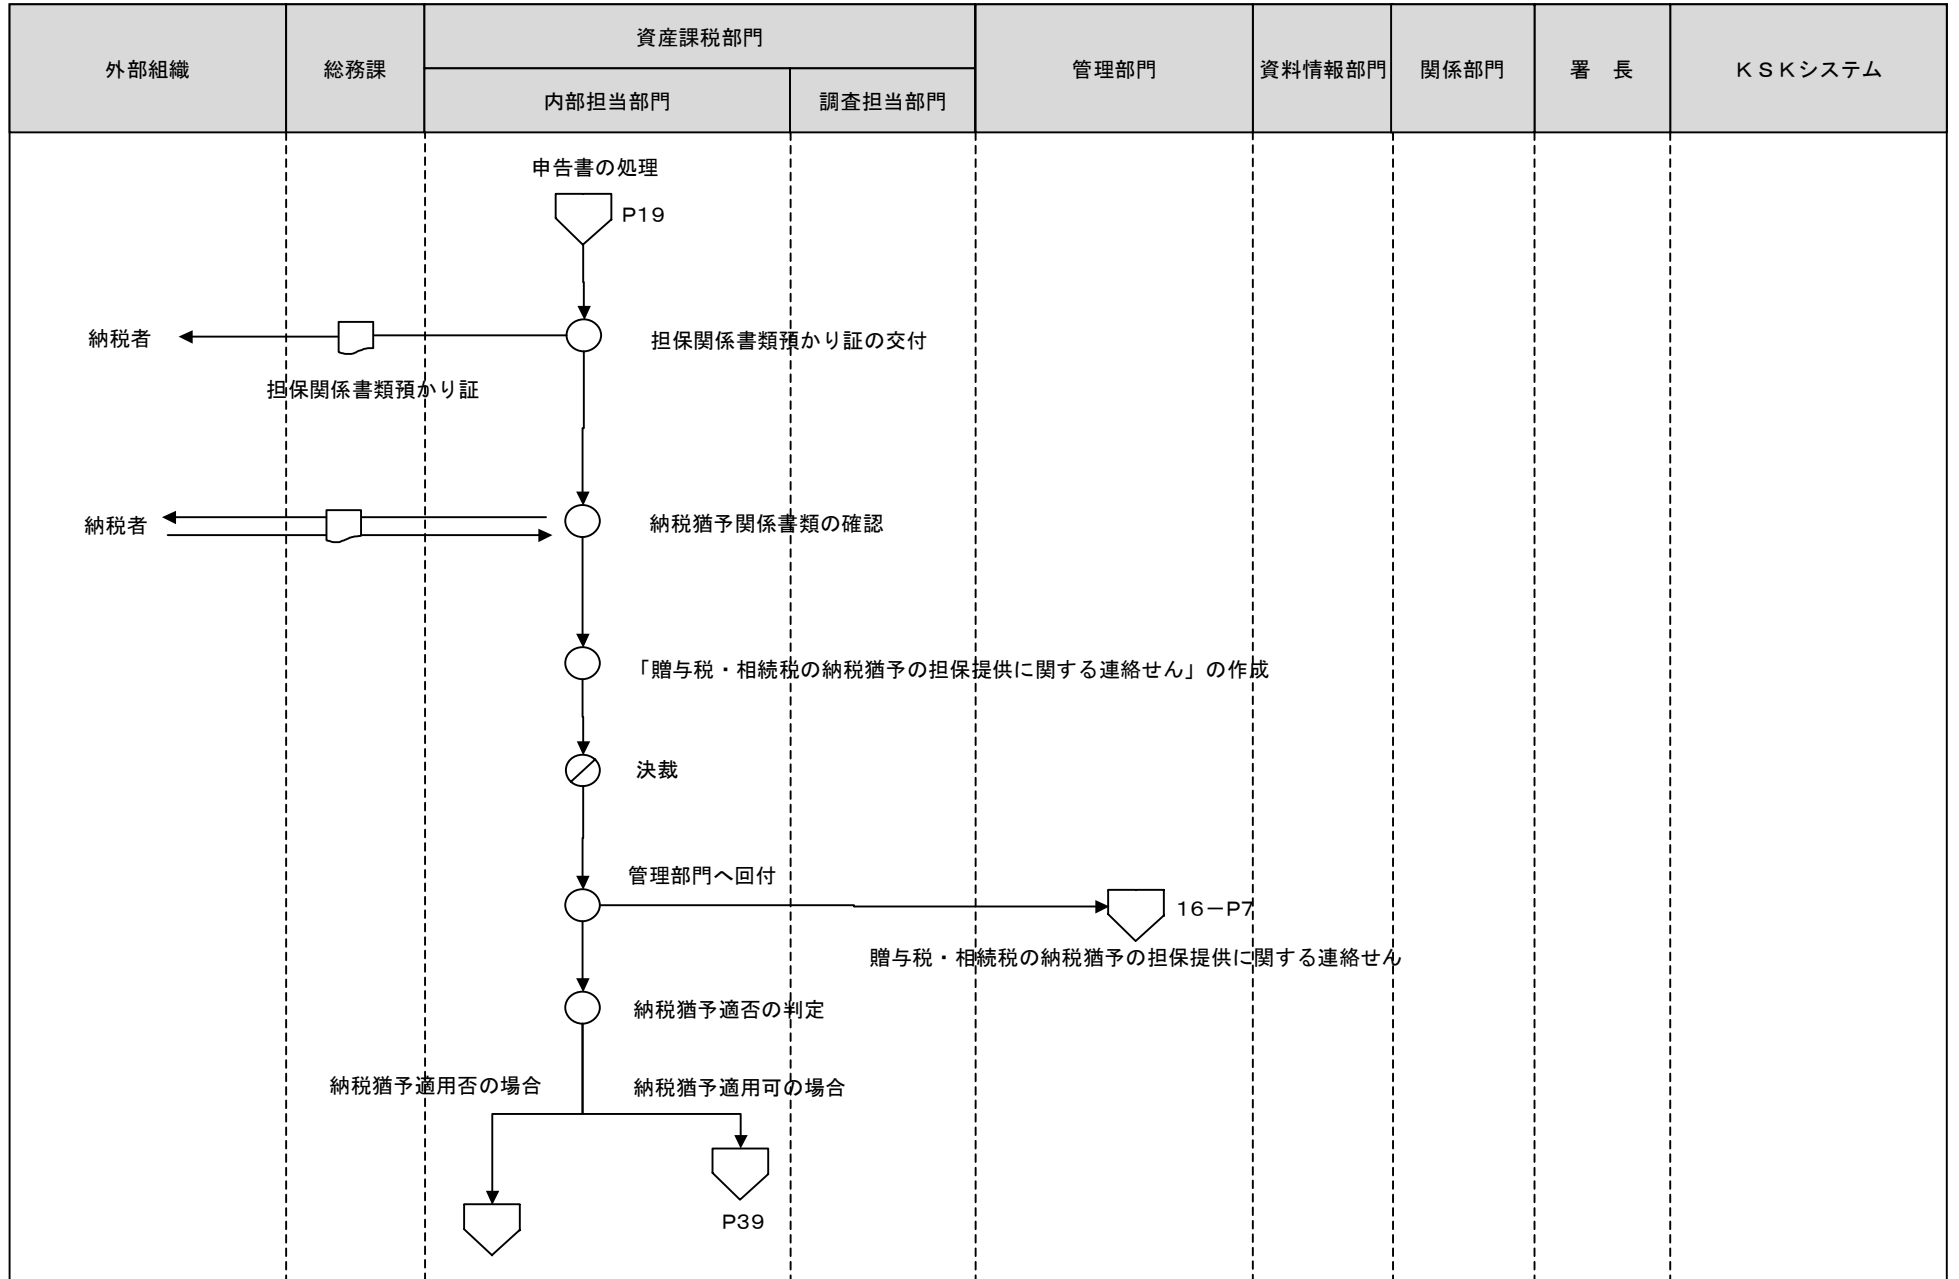 外部組織
総務課
資産課税部門
内部担当部門
調査担当部門
管理部門
資料情報部門
関係部門
署　長
ＫＳＫシステム
申告書の処理
P19
納税者
担保関係書類預かり証の交付
担保関係書類預かり証
納税者
納税猶予関係書類の確認
「贈与税・相続税の納税猶予の担保提供に関する連絡せん」の作成
決裁
管理部門へ回付
16－P7
贈与税・相続税の納税猶予の担保提供に関する連絡せん
納税猶予適否の判定
納税猶予適用否の場合
納税猶予適用可の場合
P39